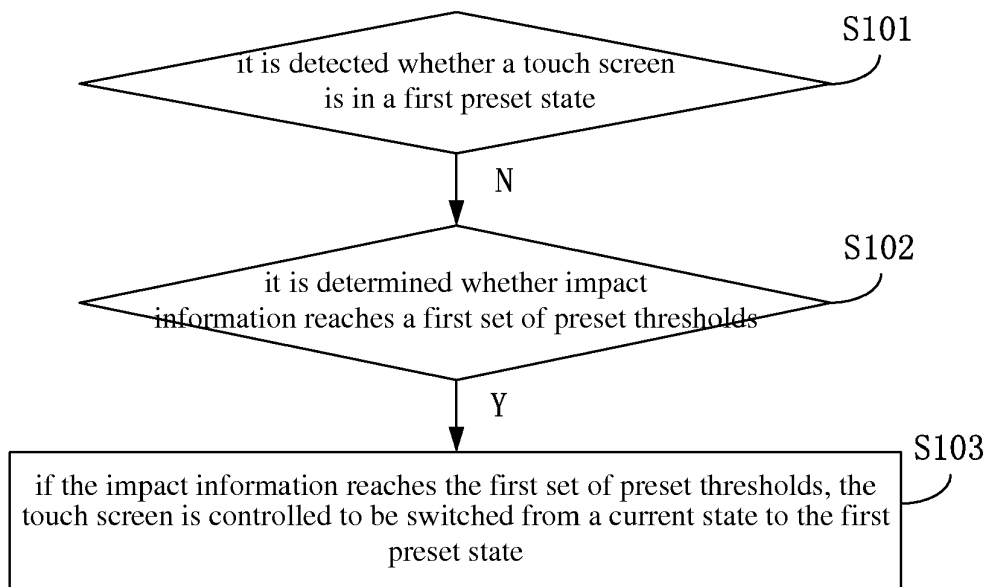 S101
it is detected whether a touch screen
is in a first preset state
N
S102
it is determined whether impact
information reaches a first set of preset thresholds
Y
S103
if the impact information reaches the first set of preset thresholds, the
touch screen is controlled to be switched from a current state to the first
preset state